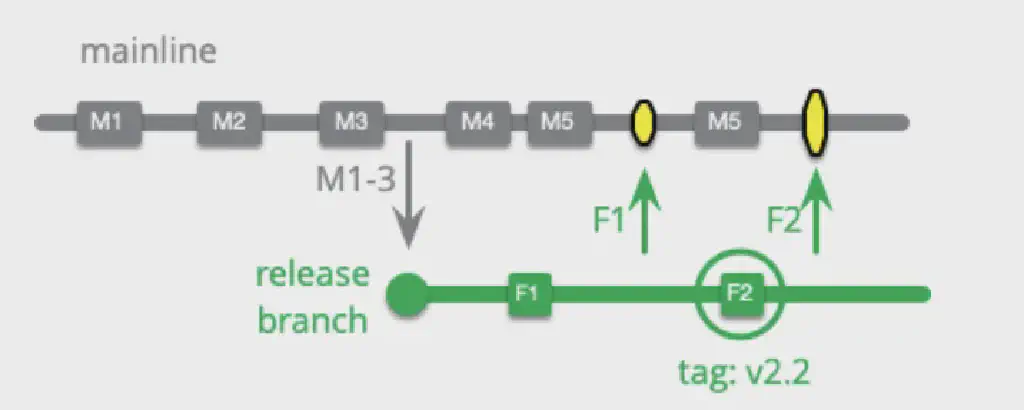 mainline
M1 M2 M3 M4 M5 M5
M1-3
F1 F2
release
branch
F1 F2
tag: v2.2